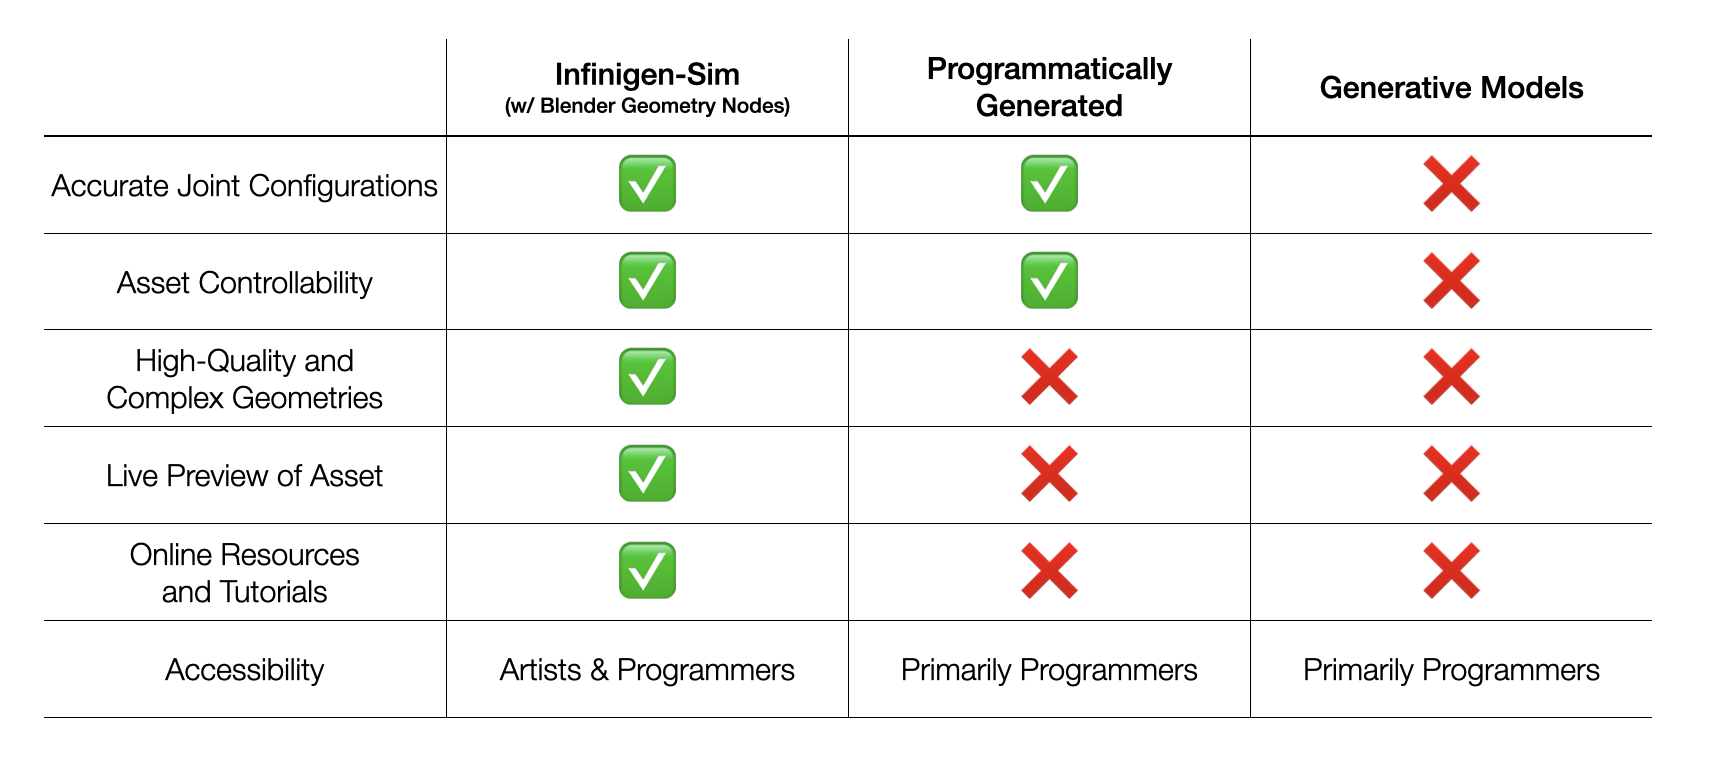 Infinigen-Sim
(w/ Blender Geometry Nodes)
Programmatically
Generated
Generative Models
Accurate Joint Configurations
Asset Controllability
High-Quality and
Complex Geometries
Live Preview of Asset
Online Resources
and Tutorials
Accessibility
Artists & Programmers
Primarily Programmers
Primarily Programmers